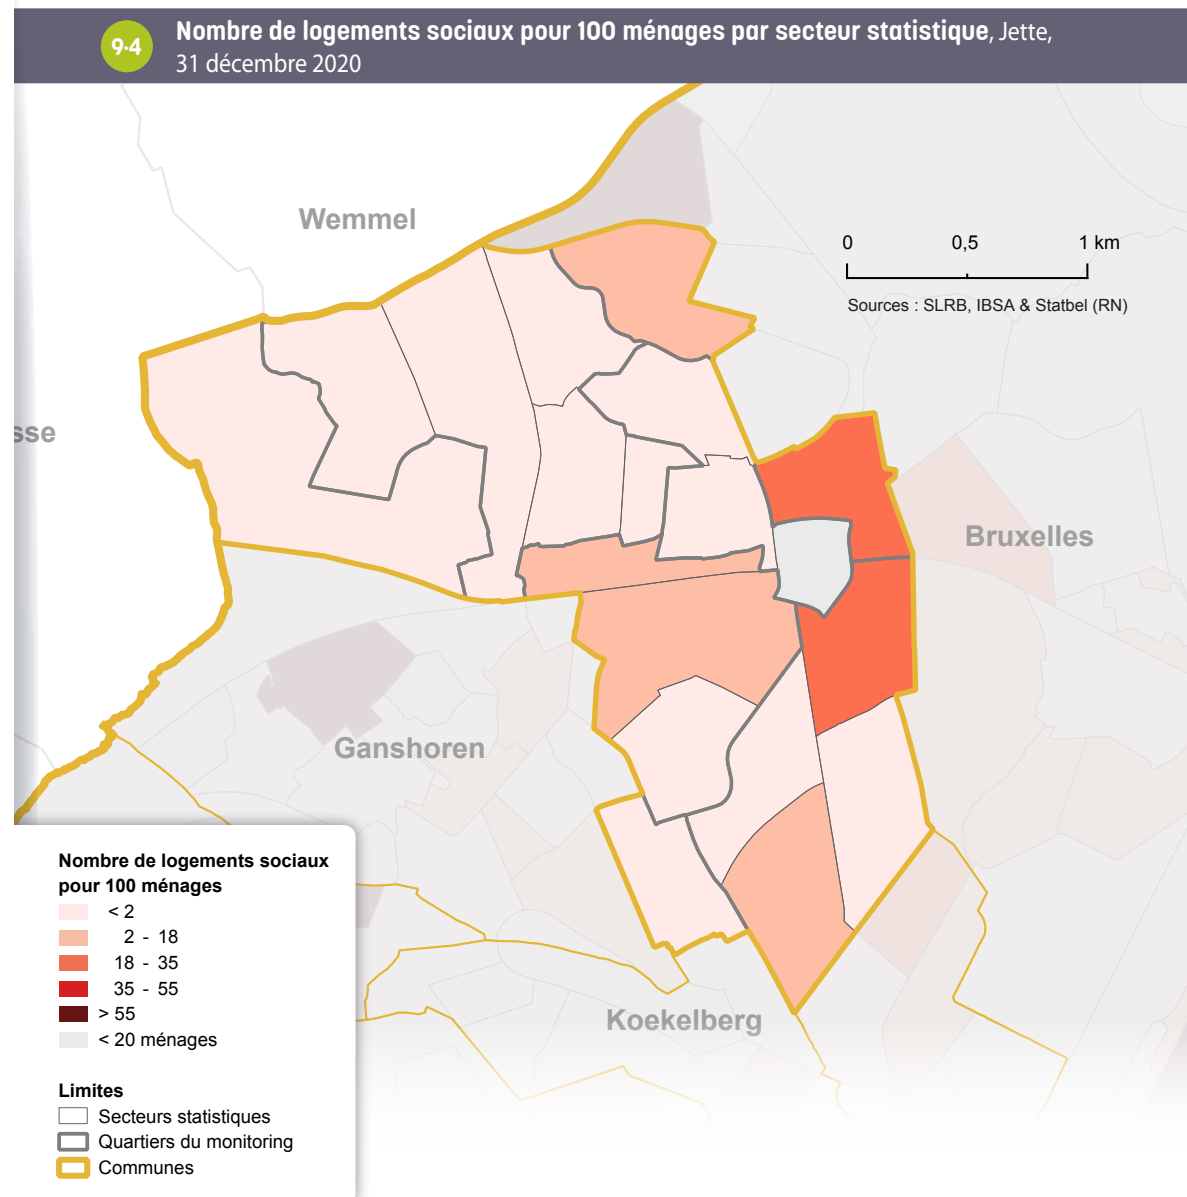 9·4
Nombre de logements sociaux pour 100 ménages par secteur statistique, Jette,
31 décembre 2020
Wemmel
0 0,5 1 km
Sources : SLRB, IBSA & Statbel (RN)
sse
Bruxelles
Ganshoren
Koekelberg
Nombre de logements sociaux
pour 100 ménages
< 2
2 - 18
18 - 35
35 - 55
> 55
< 20 ménages
Limites
Secteurs statistiques
Quartiers du monitoring
Communes